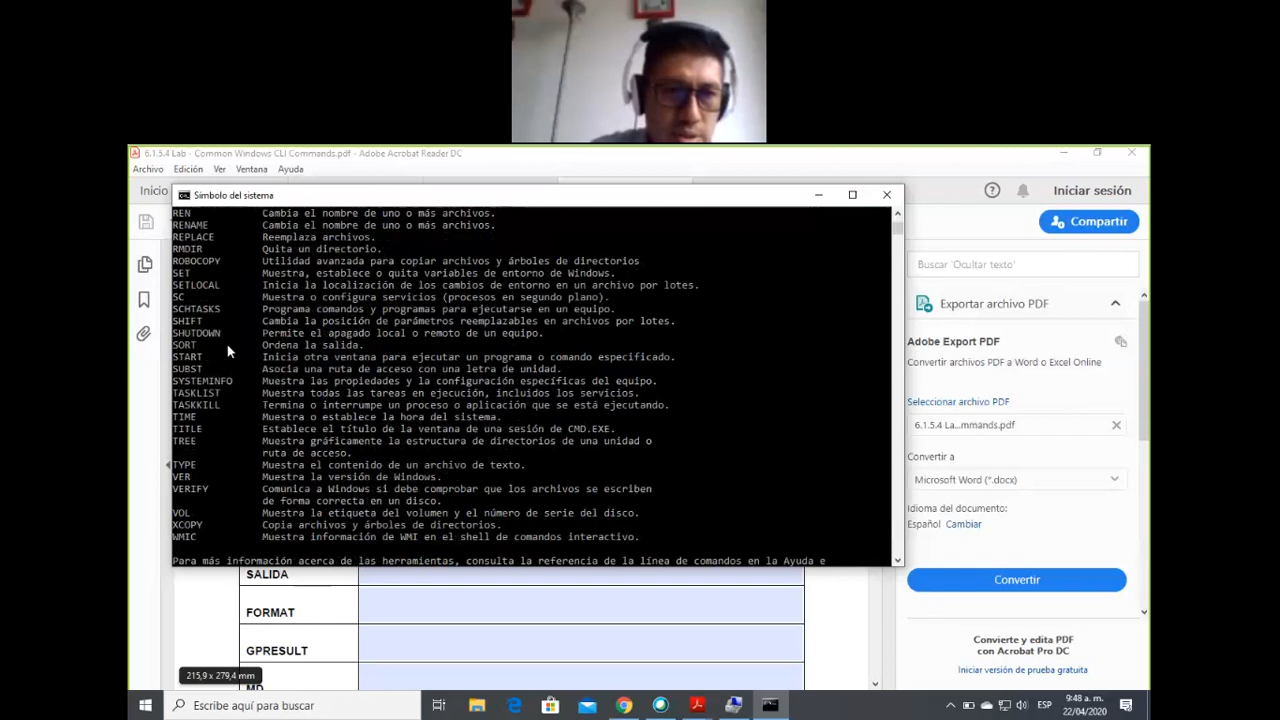 6.1.5.4 Lab - Common Windows CLI Commands.pdf - Adobe Acrobat Reader DC
Archivo Edición Ver Ventana Ayuda
Inicio
Iniciar sesión
Compartir
Símbolo del sistema
REN Cambia el nombre de uno o más archivos.
RENAME Cambia el nombre de uno o más archivos.
REPLACE Reemplaza archivos.
RMDIR Quita un directorio.
ROBOCOPY Utilidad avanzada para copiar archivos y árboles de directorios
SET Muestra, establece o quita variables de entorno de Windows.
SETLOCAL Inicia la localización de los cambios de entorno en un archivo por lotes.
SC Muestra o configura servicios (procesos en segundo plano).
SCHTASKS Programa comandos y programas para ejecutarse en un equipo.
SHIFT Cambia la posición de parámetros reemplazables en archivos por lotes.
SHUTDOWN Permite el apagado local o remoto de un equipo.
SORT Ordena la salida.
START Inicia otra ventana para ejecutar un programa o comando especificado.
SUBST Asocia una ruta de acceso con una letra de unidad.
SYSTEMINFO Muestra las propiedades y la configuración específicas del equipo.
TASKLIST Muestra todas las tareas en ejecución, incluidos los servicios.
TASKKILL Termina o interrumpe un proceso o aplicación que se está ejecutando.
TIME Muestra o establece la hora del sistema.
TITLE Establece el título de la ventana de una sesión de CMD.EXE.
TREE Muestra gráficamente la estructura de directorios de una unidad o
ruta de acceso.
TYPE Muestra el contenido de un archivo de texto.
VER Muestra la versión de Windows.
VERIFY Comunica a Windows si debe comprobar que los archivos se escriben
de forma correcta en un disco.
VOL Muestra la etiqueta del volumen y el número de serie del disco.
XCOPY Copia archivos y árboles de directorios.
WMIC Muestra información de WMI en el shell de comandos interactivo.
Para más información acerca de las herramientas, consulta la referencia de la línea de comandos en la Ayuda e
SALIDA
FORMAT
GPRESULT
MD
215,9 x 279,4 mm
Buscar 'Ocultar texto'
Exportar archivo PDF
Adobe Export PDF
Convertir archivos PDF a Word o Excel Online
Seleccionar archivo PDF
6.1.5.4 La...mmands.pdf
Convertir a
Microsoft Word (*.docx)
Idioma del documento:
Español Cambiar
Convertir
Convierte y edita PDF
con Acrobat Pro DC
Iniciar versión de prueba gratuita
Escribe aquí para buscar
ESP
9:48 a. m.
22/04/2020